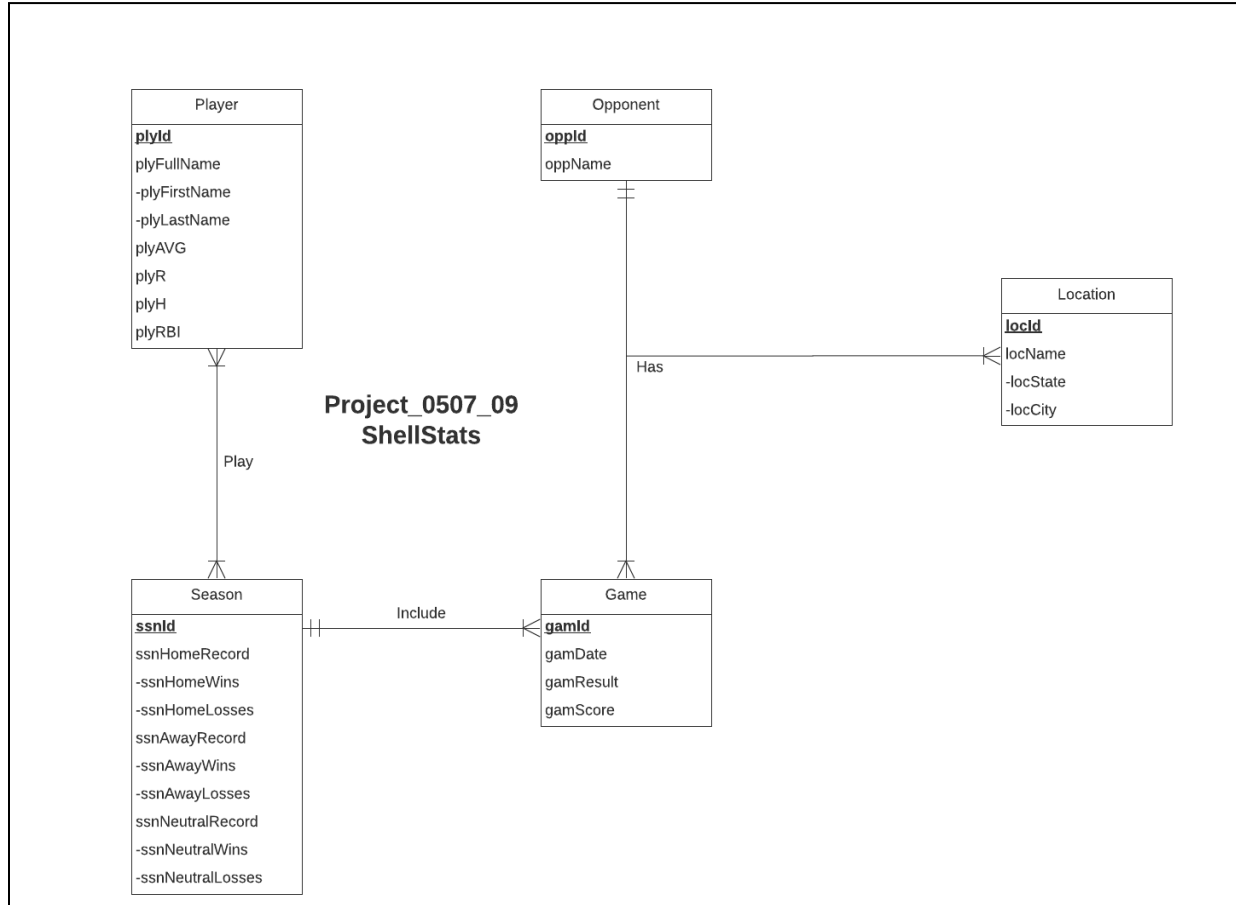 Player
plyId
plyFullName
-plyFirstName
-plyLastName
plyAVG
plyR
plyH
plyRBI
Opponent
oppId
oppName
Location
locId
locName
-locState
-locCity
Has
Project_0507_09
ShellStats
Play
Season
ssnId
ssnHomeRecord
-ssnHomeWins
-ssnHomeLosses
ssnAwayRecord
-ssnAwayWins
-ssnAwayLosses
ssnNeutralRecord
-ssnNeutralWins
-ssnNeutralLosses
Include
Game
gamId
gamDate
gamResult
gamScore